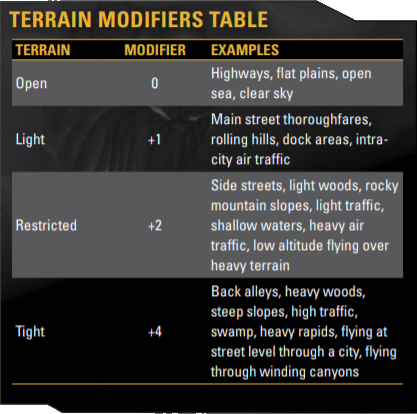 TERRAIN MODIFIERS TABLE
TERRAIN MODIFIER EXAMPLES
Open 0 Highways, flat plains, open
sea, clear sky
Light +1 Main street thoroughfares,
rolling hills, dock areas, intra-
city air traffic
Restricted +2 Side streets, light woods, rocky
mountain slopes, light traffic,
shallow waters, heavy air
traffic, low altitude flying over
heavy terrain
Tight +4 Back alleys, heavy woods,
steep slopes, high traffic,
swamp, heavy rapids, flying at
street level through a city, flying
through winding canyons